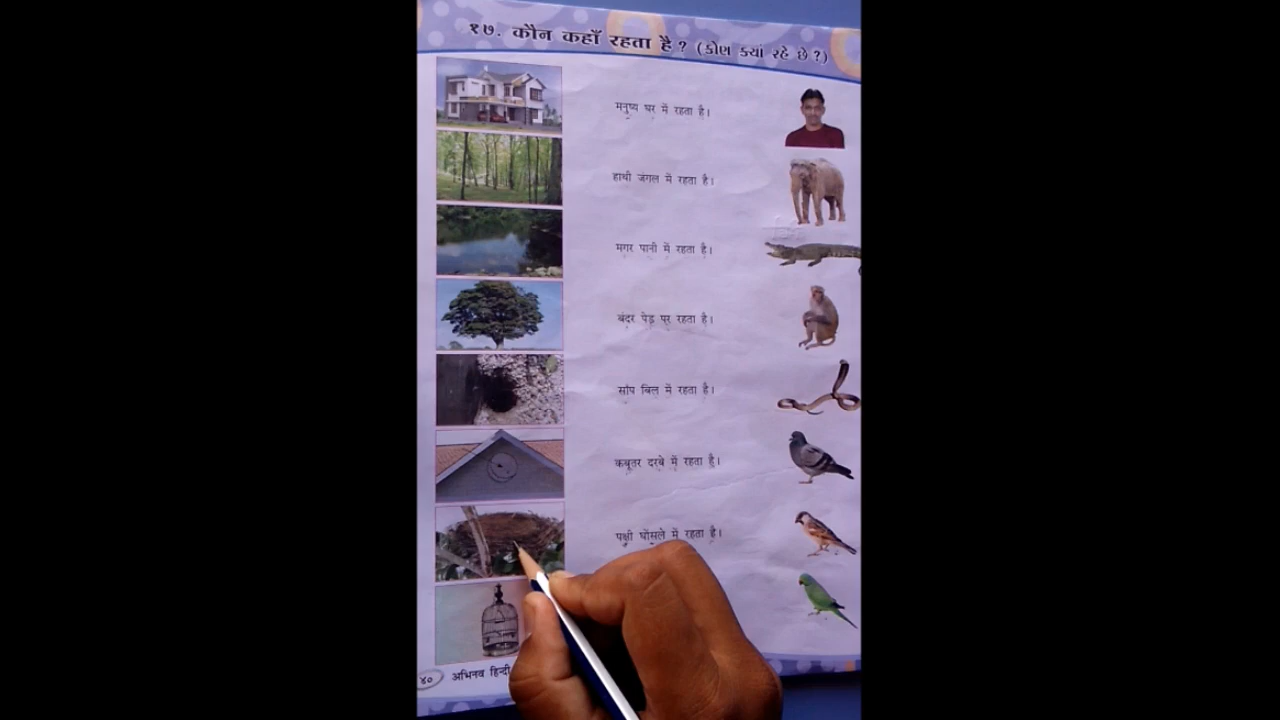 १७. कौन कहाँ रहता है ? (કોણ ક્યાં રહે છે ?)
मनुष्य घर में रहता है।
हाथी जंगल में रहता है।
मगर पानी में रहता है।
बंदर पेड़ पर रहता है।
साँप बिल में रहता है।
कबूतर दरबे में रहता है।
पक्षी घोंसले में रहता है।
४० अभिनव हिन्दी